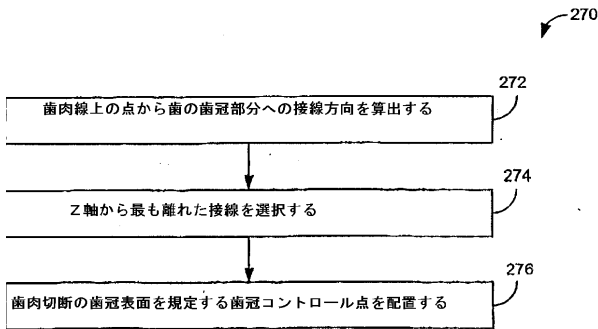 270
272
歯肉線上の点から歯の歯冠部分への接線方向を算出する
274
Z軸から最も離れた接線を選択する
276
歯肉切断の歯冠表面を規定する歯冠コントロール点を配置する